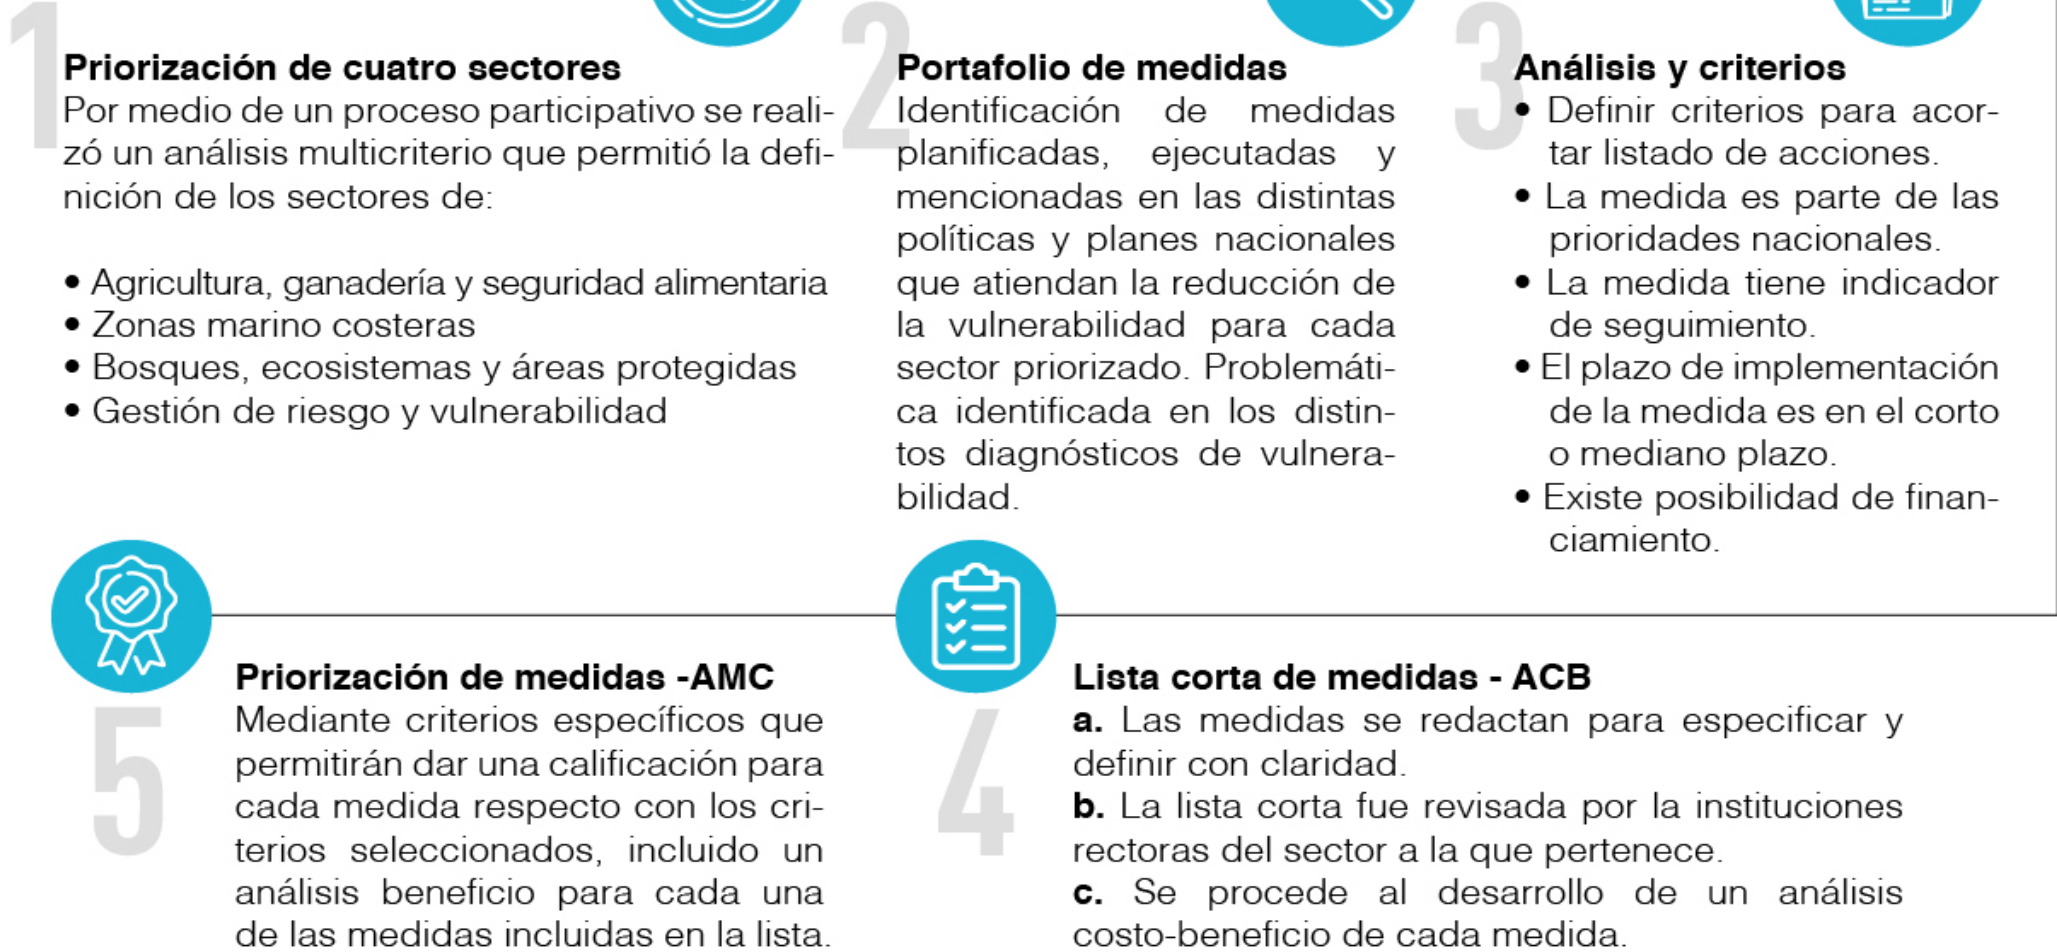 1
Priorización de cuatro sectores
Por medio de un proceso participativo se reali-
zó un análisis multicriterio que permitió la defi-
nición de los sectores de:
• Agricultura, ganadería y seguridad alimentaria
• Zonas marino costeras
• Bosques, ecosistemas y áreas protegidas
• Gestión de riesgo y vulnerabilidad
2
Portafolio de medidas
Identificación de medidas
planificadas, ejecutadas y
mencionadas en las distintas
políticas y planes nacionales
que atiendan la reducción de
la vulnerabilidad para cada
sector priorizado. Problemáti-
ca identificada en los distin-
tos diagnósticos de vulnera-
bilidad.
3
Análisis y criterios
• Definir criterios para acor-
tar listado de acciones.
• La medida es parte de las
prioridades nacionales.
• La medida tiene indicador
de seguimiento.
• El plazo de implementación
de la medida es en el corto
o mediano plazo.
• Existe posibilidad de finan-
ciamiento.
4
Lista corta de medidas - ACB
a. Las medidas se redactan para especificar y
definir con claridad.
b. La lista corta fue revisada por la instituciones
rectoras del sector a la que pertenece.
c. Se procede al desarrollo de un análisis
costo-beneficio de cada medida.
5
Priorización de medidas -AMC
Mediante criterios específicos que
permitirán dar una calificación para
cada medida respecto con los cri-
terios seleccionados, incluido un
análisis beneficio para cada una
de las medidas incluidas en la lista.